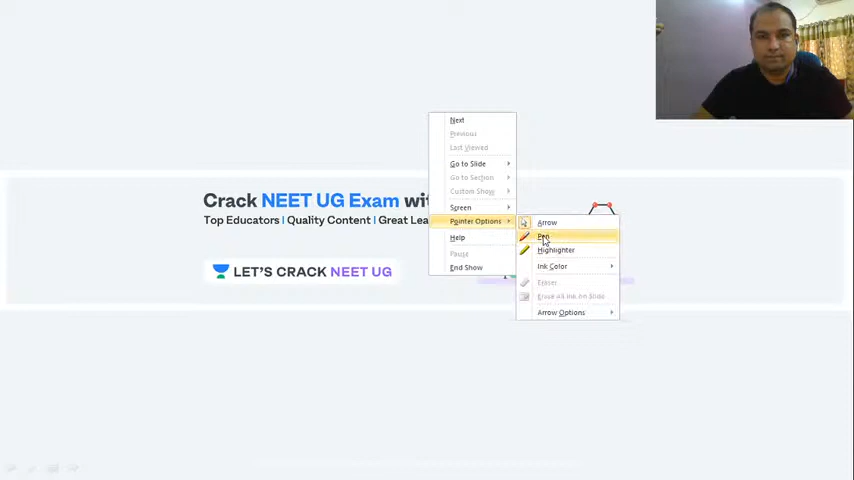 Next
Previous
Last Viewed
Go to Slide
Go to Section
Custom Show
Screen
Pointer Options
Help
Pause
End Show
Arrow
Pen
Highlighter
Ink Color
Eraser
Erase All Ink on Slide
Arrow Options
Crack NEET UG Exam wit
Top Educators | Quality Content | Great Lea
LET'S CRACK NEET UG